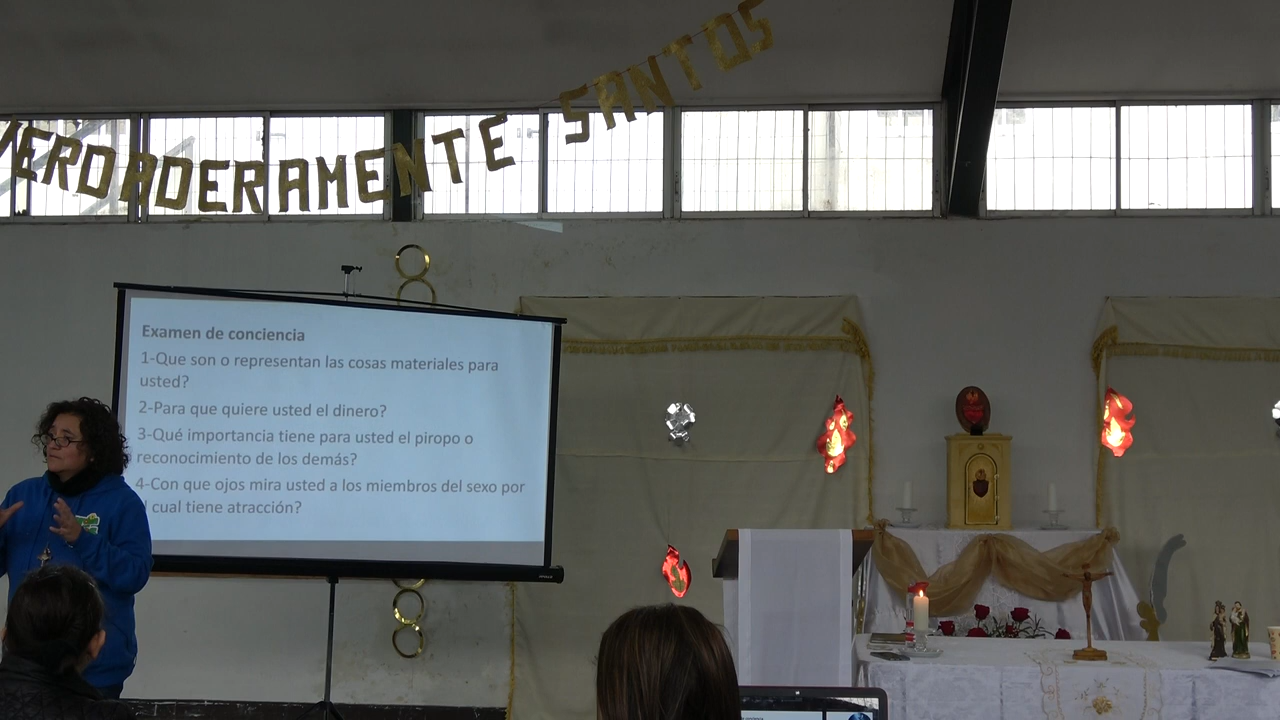 VERDADERAMENTE SANTOS
Examen de conciencia
1-Que son o representan las cosas materiales para
usted?
2-Para que quiere usted el dinero?
3-Qué importancia tiene para usted el piropo o
reconocimiento de los demás?
4-Con que ojos mira usted a los miembros del sexo por
cual tiene atracción?